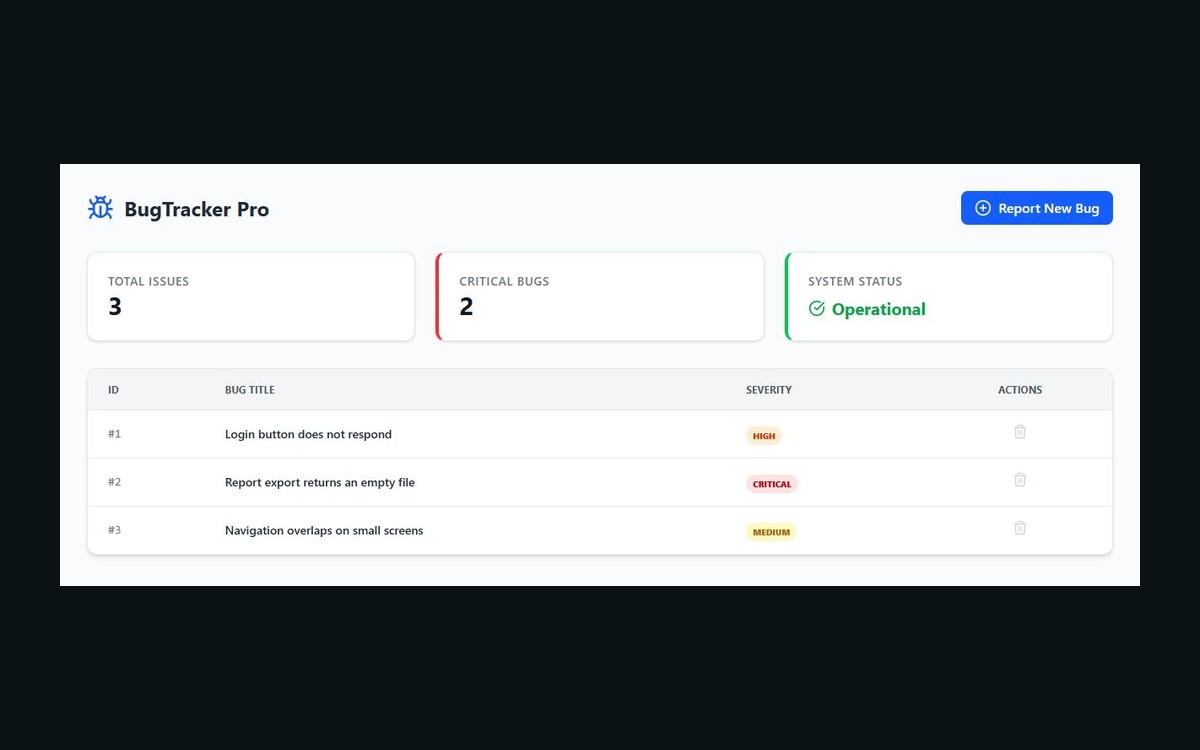 BugTracker Pro
Report New Bug
TOTAL ISSUES
3
CRITICAL BUGS
2
SYSTEM STATUS
Operational
ID BUG TITLE SEVERITY ACTIONS
#1 Login button does not respond HIGH
#2 Report export returns an empty file CRITICAL
#3 Navigation overlaps on small screens MEDIUM